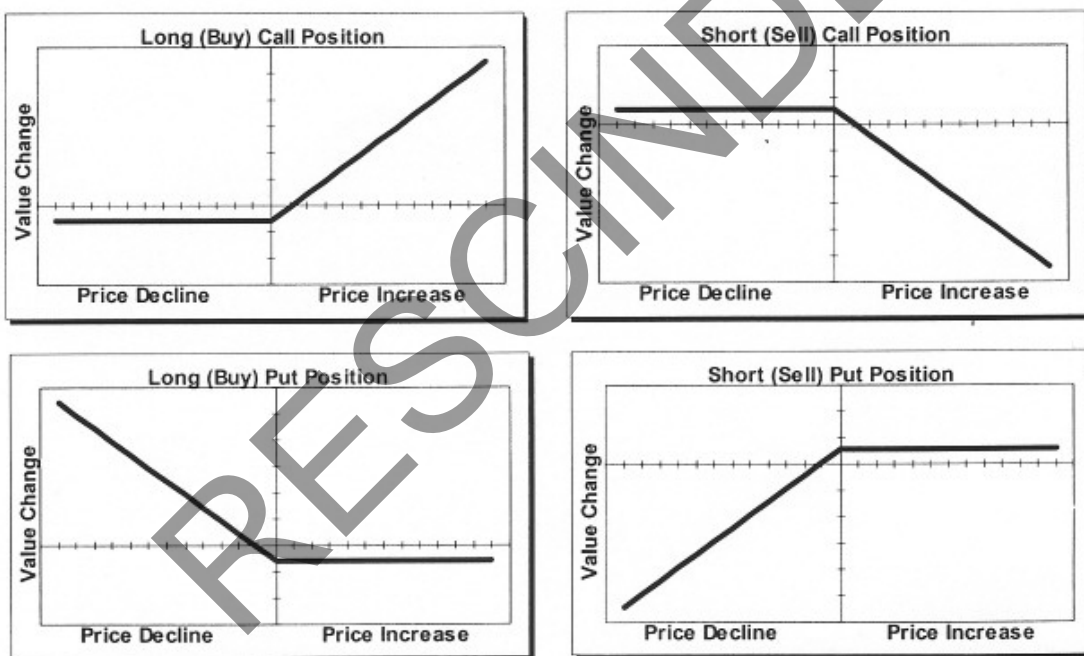 Long (Buy) Call Position
Value Change
Price Decline Price Increase
Short (Sell) Call Position
Value Change
Price Decline Price Increase
Long (Buy) Put Position
Value Change
Price Decline Price Increase
Short (Sell) Put Position
Value Change
Price Decline Price Increase